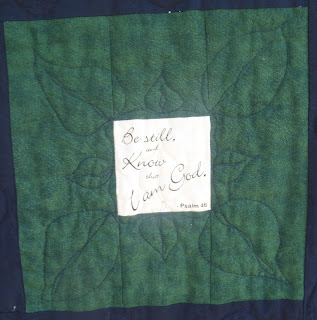 Be still,
and
Know
that
I am God.
- Psalm 46